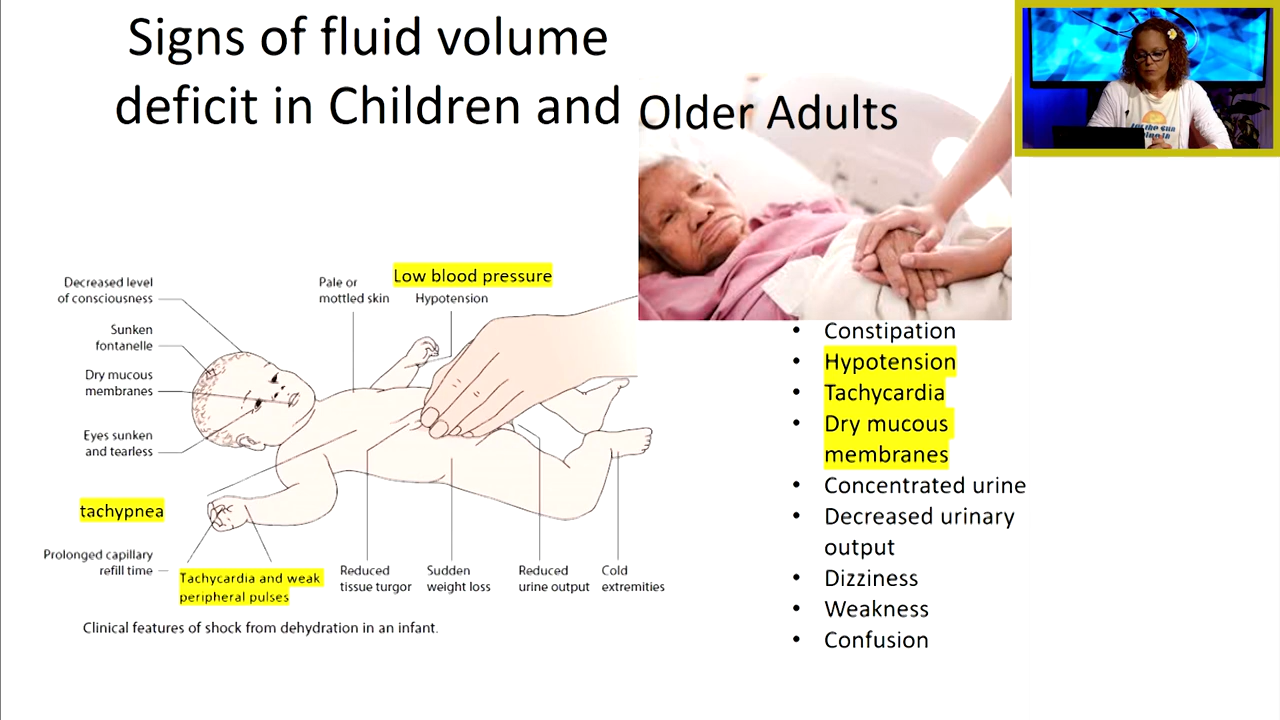 Signs of fluid volume
deficit in Children and Older Adults
Low blood pressure
Decreased level
of consciousness
Pale or
mottled skin
Hypotension
Sunken
fontanelle
Dry mucous
membranes
Eyes sunken
and tearless
tachypnea
Prolonged capillary
refill time
Tachycardia and weak
peripheral pulses
Reduced
tissue turgor
Sudden
weight loss
Reduced
urine output
Cold
extremities
Clinical features of shock from dehydration in an infant.
• Constipation
• Hypotension
• Tachycardia
• Dry mucous
membranes
• Concentrated urine
• Decreased urinary
output
• Dizziness
• Weakness
• Confusion